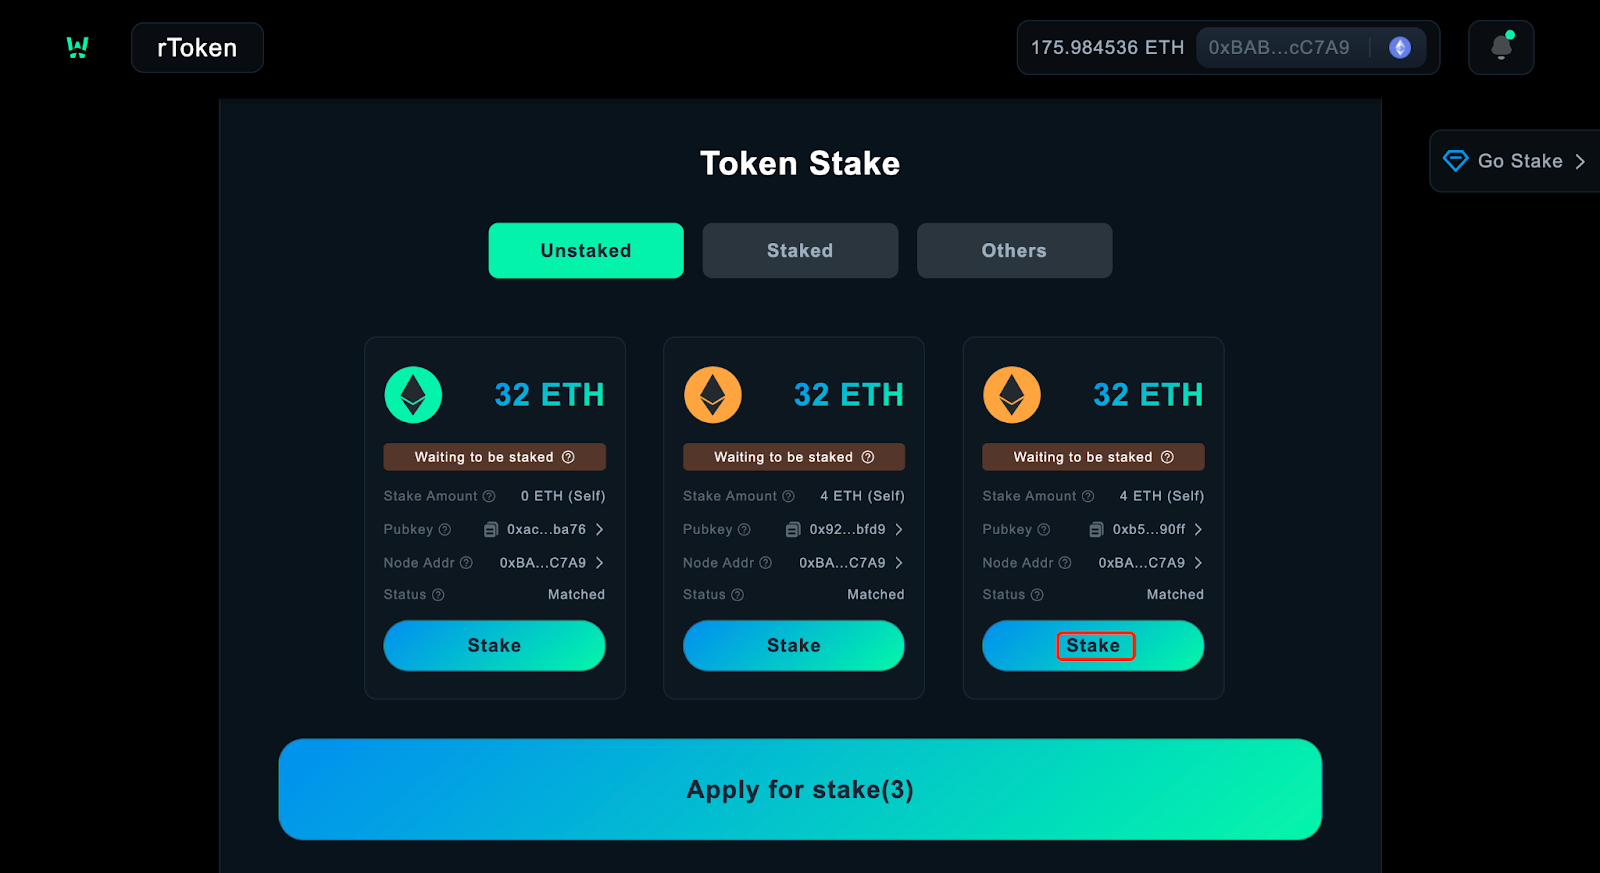 rToken
175.984536 ETH 0xBAB...cC7A9
Go Stake
Token Stake
Unstaked Staked Others
32 ETH
Waiting to be staked
Stake Amount 0 ETH (Self)
Pubkey 0xac...ba76
Node Addr 0xBA...C7A9
Status Matched
Stake
32 ETH
Waiting to be staked
Stake Amount 4 ETH (Self)
Pubkey 0x92...bfd9
Node Addr 0xBA...C7A9
Status Matched
Stake
32 ETH
Waiting to be staked
Stake Amount 4 ETH (Self)
Pubkey 0xb5...90ff
Node Addr 0xBA...C7A9
Status Matched
Stake
Apply for stake(3)